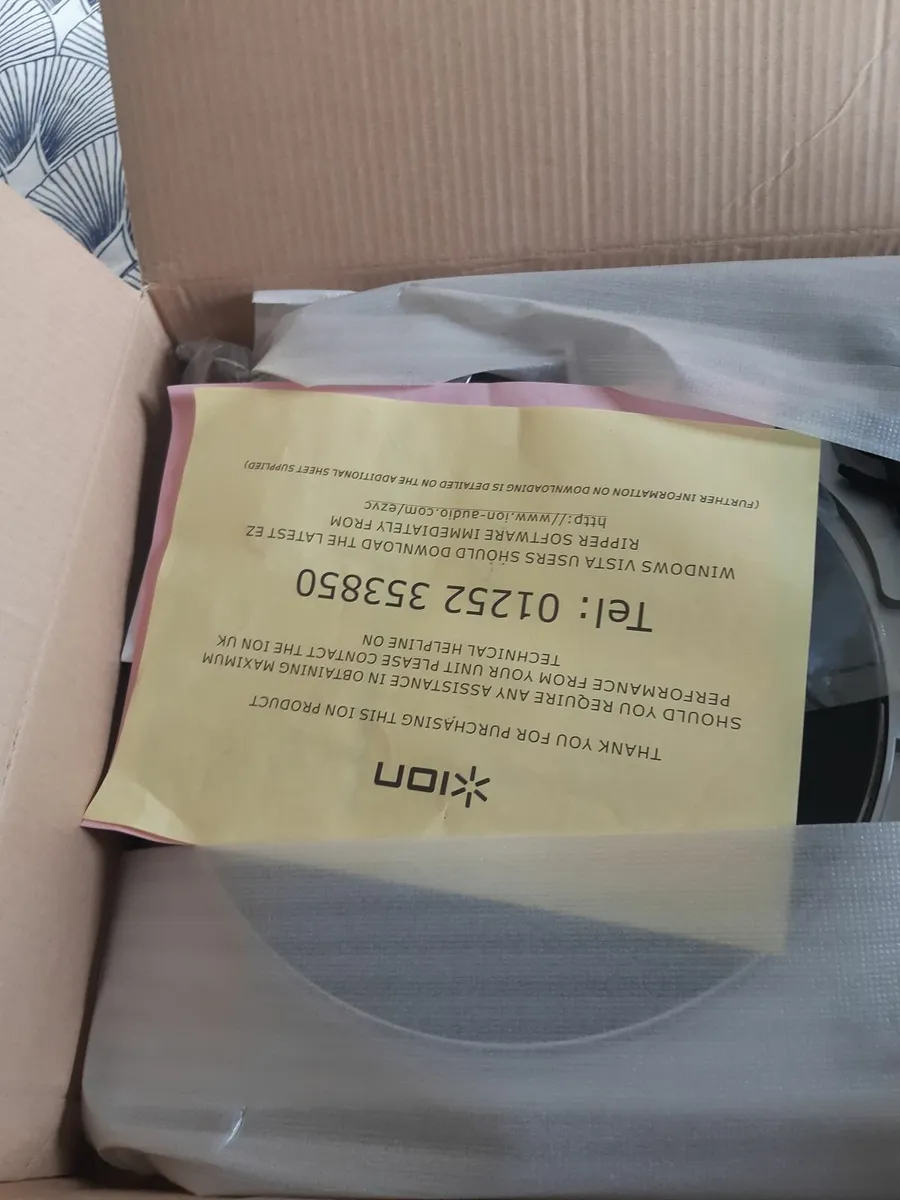 ion
THANK YOU FOR PURCHASING THIS ION PRODUCT
SHOULD YOU REQUIRE ANY ASSISTANCE IN OBTAINING MAXIMUM
PERFORMANCE FROM YOUR UNIT PLEASE CONTACT THE ION UK
TECHNICAL HELPLINE ON
Tel: 01252 353850
WINDOWS VISTA USERS SHOULD DOWNLOAD THE LATEST EZ
RIPPER SOFTWARE IMMEDIATELY FROM
http://www.ion-audio.com/ezvc
(FURTHER INFORMATION ON DOWNLOADING IS DETAILED ON THE ADDITIONAL SHEET SUPPLIED)